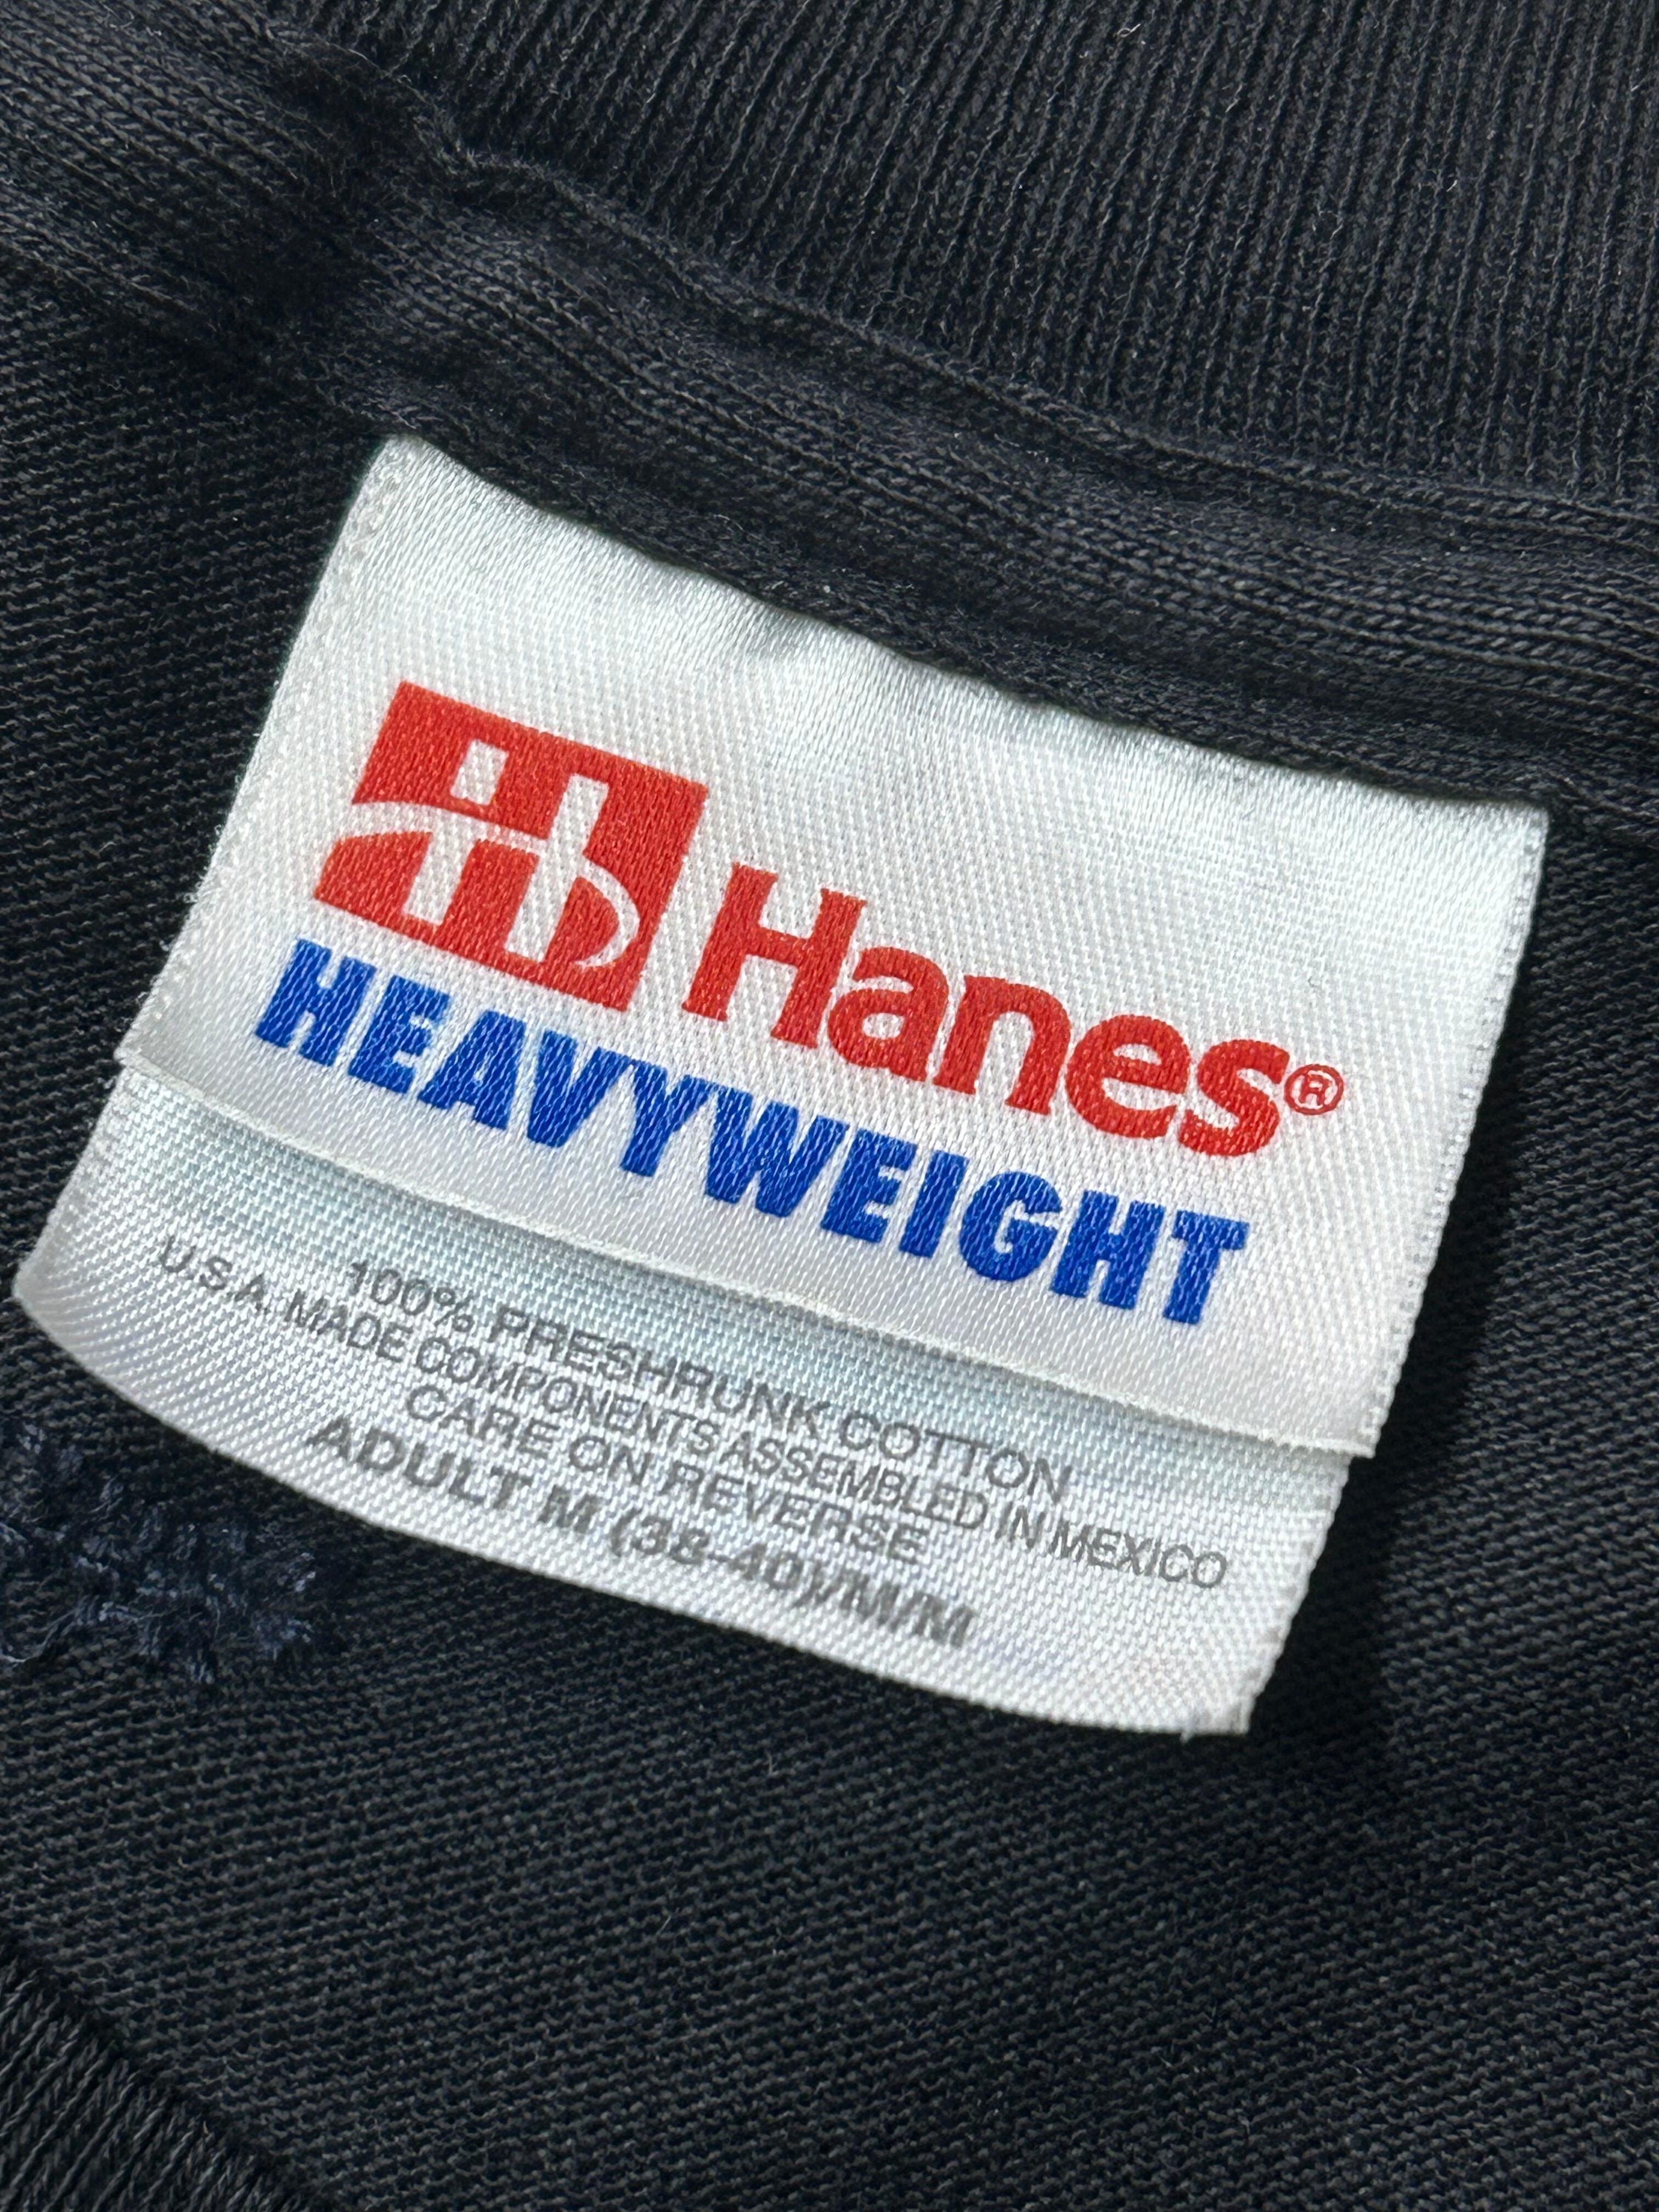 Hanes®
HEAVYWEIGHT
100% PRESHRUNK COTTON
U.S.A. MADE COMPONENTS ASSEMBLED IN MEXICO
CARE ON REVERSE
ADULT M (38-40)/M/M